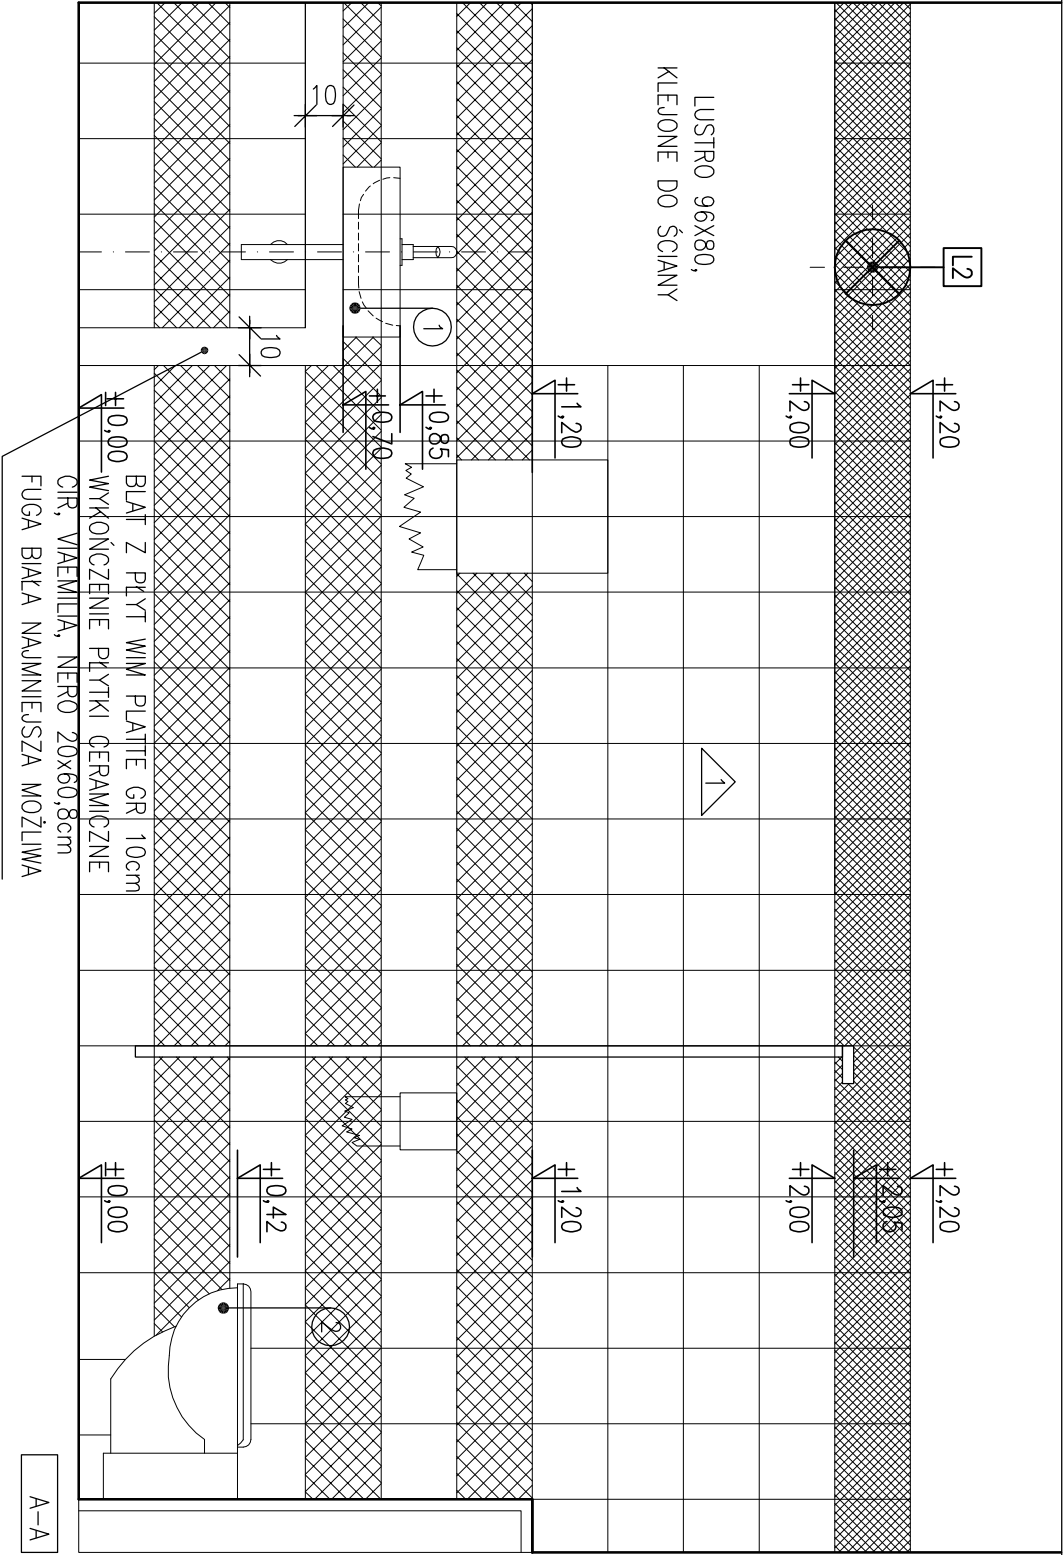 L2
LUSTRO 96X80,
KLEJONE DO ŚCIANY
10
10
1
+2,20
+2,00
+1,20
+0,85
+0,70
±0,00
1
+2,20
+2,05
+2,00
+1,20
+0,42
±0,00
2
BLAT Z PŁYT WIM PLATTE GR 10cm
WYKOŃCZENIE PŁYTKI CERAMICZNE
CIR, VIAEMILIA, NERO 20x60,8cm
FUGA BIAŁA NAJMNIEJSZA MOŻLIWA
A-A